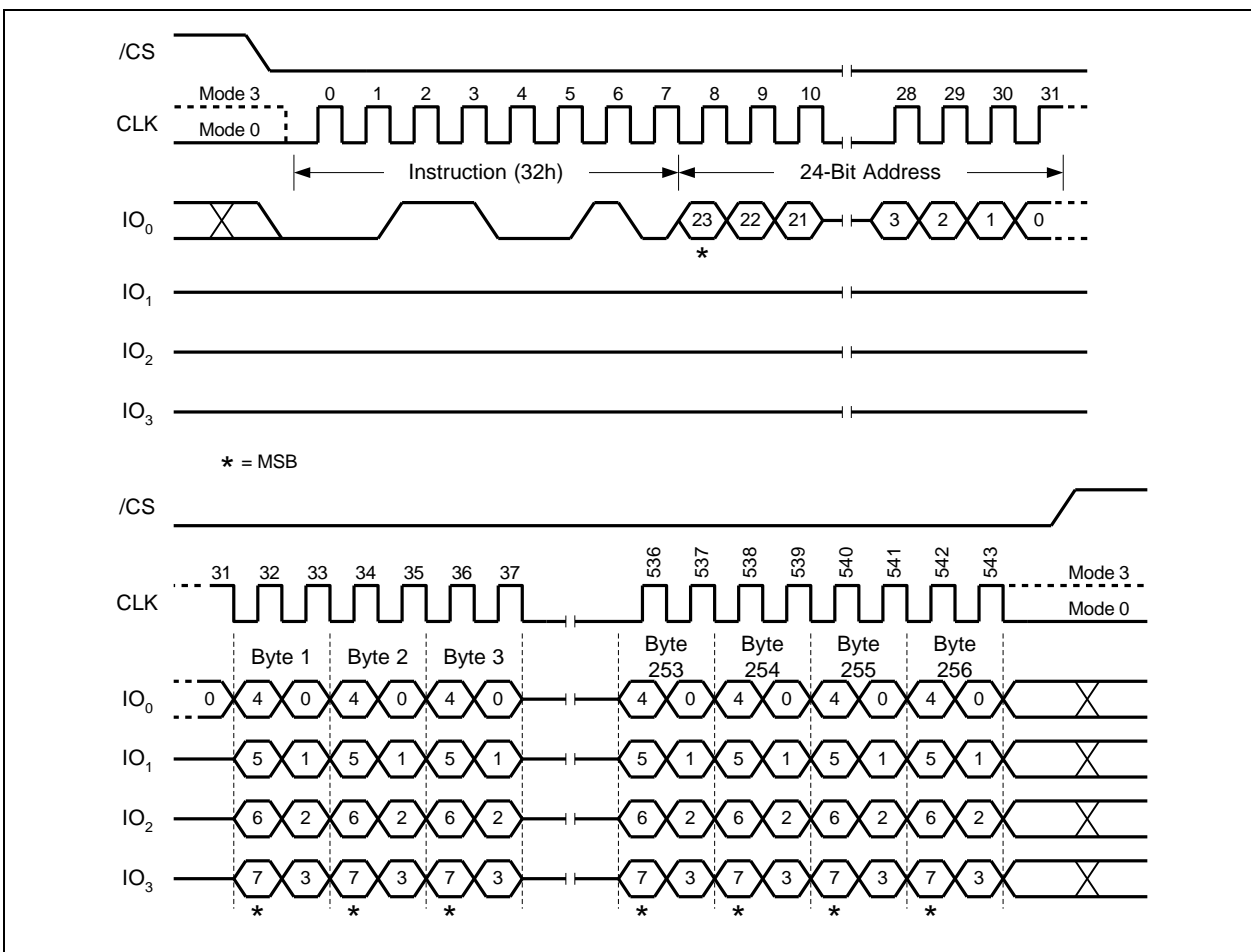 /CS
Mode 3
0 1 2 3 4 5 6 7 8 9 10 28 29 30 31
CLK
Mode 0
Instruction (32h) 24-Bit Address
IO0 23 22 21 3 2 1 0
*
IO1
IO2
IO3
* = MSB
/CS
31 32 33 34 35 36 37 536 537 538 539 540 541 542 543
Mode 3
CLK
Mode 0
Byte 1 Byte 2 Byte 3 Byte 253 Byte 254 Byte 255 Byte 256
IO0 0 4 0 4 0 4 0 4 0 4 0 4 0 4 0
IO1 5 1 5 1 5 1 5 1 5 1 5 1 5 1
IO2 6 2 6 2 6 2 6 2 6 2 6 2 6 2
IO3 7 3 7 3 7 3 7 3 7 3 7 3 7 3
* * * * * * *